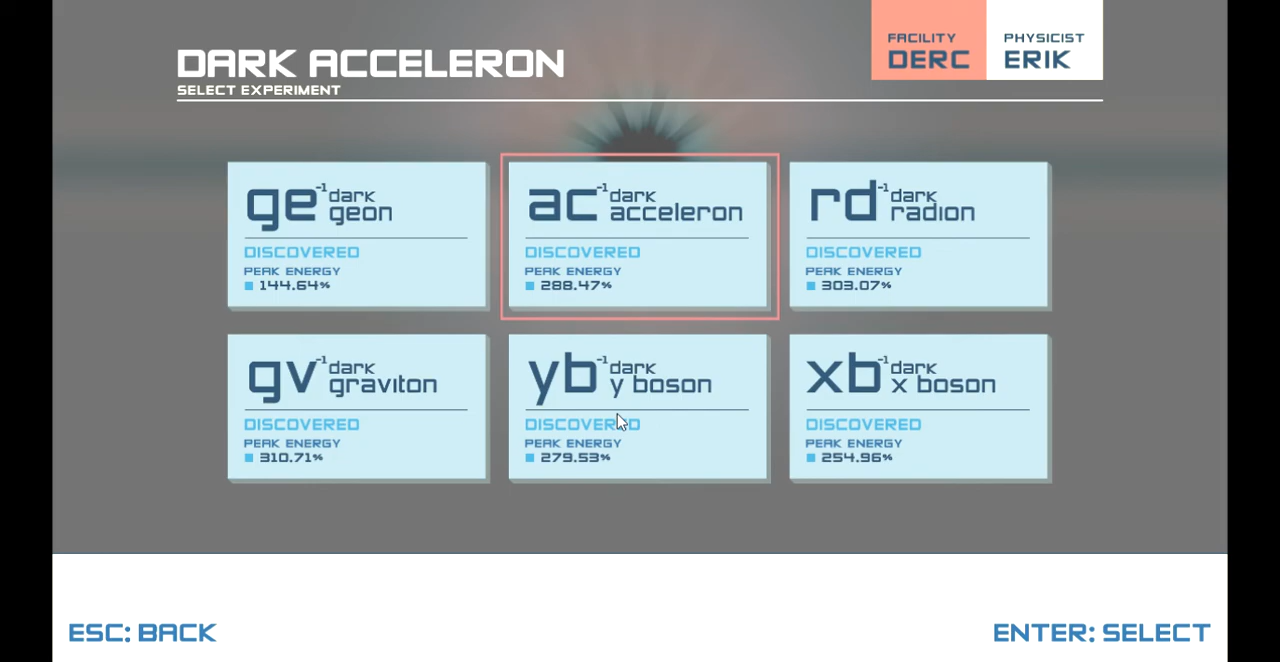 DARK ACCELERON
SELECT EXPERIMENT
FACILITY
DERC
PHYSICIST
ERIK
ge⁻¹ dark
geon
DISCOVERED
PEAK ENERGY
144.64%
ac⁻¹ dark
acceleron
DISCOVERED
PEAK ENERGY
288.47%
rd⁻¹ dark
radion
DISCOVERED
PEAK ENERGY
303.07%
gv⁻¹ dark
graviton
DISCOVERED
PEAK ENERGY
310.71%
yb⁻¹ dark
y boson
DISCOVERED
PEAK ENERGY
279.53%
xb⁻¹ dark
x boson
DISCOVERED
PEAK ENERGY
254.96%
ESC: BACK
ENTER: SELECT